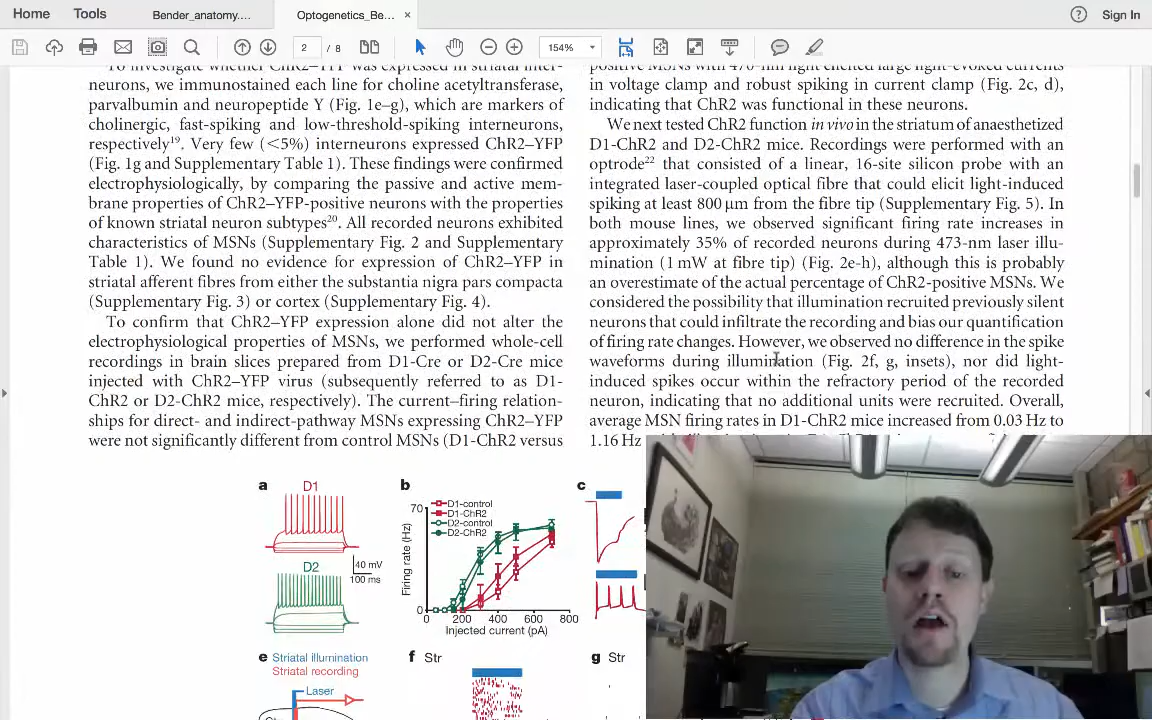 Home
Tools
Bender_anatomy....
Optogenetics_Be...
×
?
Sign In
2
/ 8
154%
neurons, we immunostained each line for choline acetyltransferase,
parvalbumin and neuropeptide Y (Fig. 1e–g), which are markers of
cholinergic, fast-spiking and low-threshold-spiking interneurons,
respectively19. Very few (<5%) interneurons expressed ChR2–YFP
(Fig. 1g and Supplementary Table 1). These findings were confirmed
electrophysiologically, by comparing the passive and active mem-
brane properties of ChR2–YFP-positive neurons with the properties
of known striatal neuron subtypes20. All recorded neurons exhibited
characteristics of MSNs (Supplementary Fig. 2 and Supplementary
Table 1). We found no evidence for expression of ChR2–YFP in
striatal afferent fibres from either the substantia nigra pars compacta
(Supplementary Fig. 3) or cortex (Supplementary Fig. 4).
To confirm that ChR2–YFP expression alone did not alter the
electrophysiological properties of MSNs, we performed whole-cell
recordings in brain slices prepared from D1-Cre or D2-Cre mice
injected with ChR2–YFP virus (subsequently referred to as D1-
ChR2 or D2-ChR2 mice, respectively). The current–firing relation-
ships for direct- and indirect-pathway MSNs expressing ChR2–YFP
were not significantly different from control MSNs (D1-ChR2 versus
positive MSNs with 470-nm light elicited large light-evoked currents
in voltage clamp and robust spiking in current clamp (Fig. 2c, d),
indicating that ChR2 was functional in these neurons.
We next tested ChR2 function in vivo in the striatum of anaesthetized
D1-ChR2 and D2-ChR2 mice. Recordings were performed with an
optrode22 that consisted of a linear, 16-site silicon probe with an
integrated laser-coupled optical fibre that could elicit light-induced
spiking at least 800 μm from the fibre tip (Supplementary Fig. 5). In
both mouse lines, we observed significant firing rate increases in
approximately 35% of recorded neurons during 473-nm laser illu-
mination (1 mW at fibre tip) (Fig. 2e-h), although this is probably
an overestimate of the actual percentage of ChR2-positive MSNs. We
considered the possibility that illumination recruited previously silent
neurons that could infiltrate the recording and bias our quantification
of firing rate changes. However, we observed no difference in the spike
waveforms during illumination (Fig. 2f, g, insets), nor did light-
induced spikes occur within the refractory period of the recorded
neuron, indicating that no additional units were recruited. Overall,
average MSN firing rates in D1-ChR2 mice increased from 0.03 Hz to
1.16 Hz
a
D1
40 mV
100 ms
D2
b
70
Firing rate (Hz)
D1-control
D1-ChR2
D2-control
D2-ChR2
0
0 200 400 600 800
Injected current (pA)
c
e Striatal illumination
Striatal recording
Laser
f Str
g Str